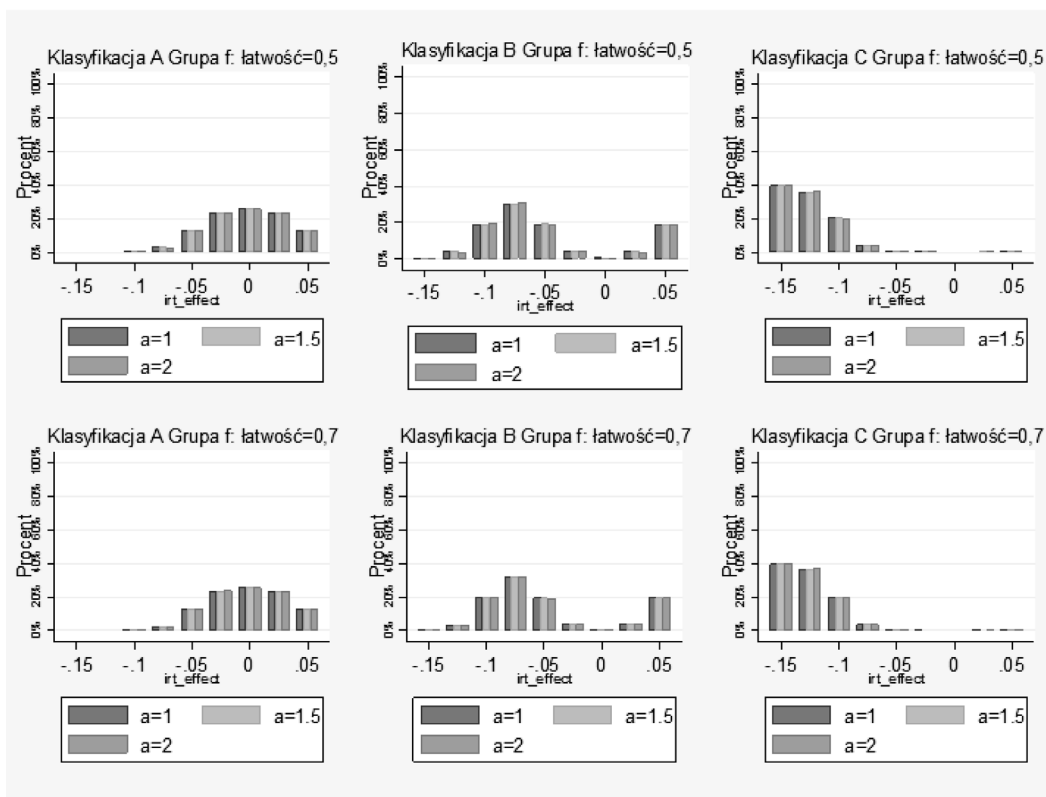 Klasyfikacja A Grupa f: łatwość=0,5
Procent
0% 20% 40% 60% 80% 100%
-.15 -.1 -.05 0 .05
irt_effect
a=1 a=1.5
a=2
Klasyfikacja B Grupa f: łatwość=0,5
Procent
0% 20% 40% 60% 80% 100%
-.15 -.1 -.05 0 .05
irt_effect
a=1 a=1.5
a=2
Klasyfikacja C Grupa f: łatwość=0,5
Procent
0% 20% 40% 60% 80% 100%
-.15 -.1 -.05 0 .05
irt_effect
a=1 a=1.5
a=2
Klasyfikacja A Grupa f: łatwość=0,7
Procent
0% 20% 40% 60% 80% 100%
-.15 -.1 -.05 0 .05
irt_effect
a=1 a=1.5
a=2
Klasyfikacja B Grupa f: łatwość=0,7
Procent
0% 20% 40% 60% 80% 100%
-.15 -.1 -.05 0 .05
irt_effect
a=1 a=1.5
a=2
Klasyfikacja C Grupa f: łatwość=0,7
Procent
0% 20% 40% 60% 80% 100%
-.15 -.1 -.05 0 .05
irt_effect
a=1 a=1.5
a=2